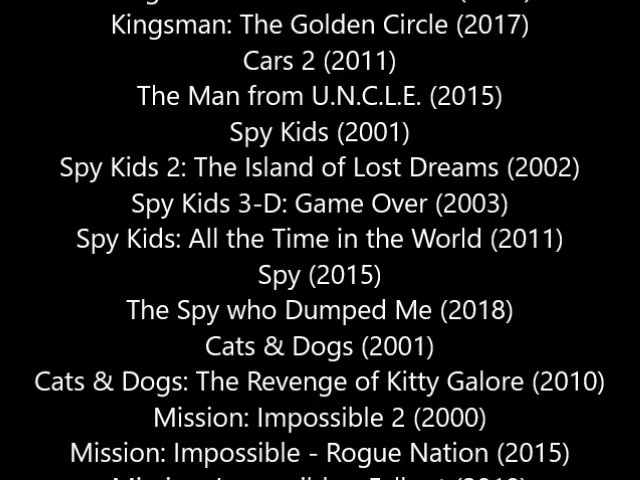 Kingsman: The Golden Circle (2017)
Cars 2 (2011)
The Man from U.N.C.L.E. (2015)
Spy Kids (2001)
Spy Kids 2: The Island of Lost Dreams (2002)
Spy Kids 3-D: Game Over (2003)
Spy Kids: All the Time in the World (2011)
Spy (2015)
The Spy who Dumped Me (2018)
Cats & Dogs (2001)
Cats & Dogs: The Revenge of Kitty Galore (2010)
Mission: Impossible 2 (2000)
Mission: Impossible - Rogue Nation (2015)